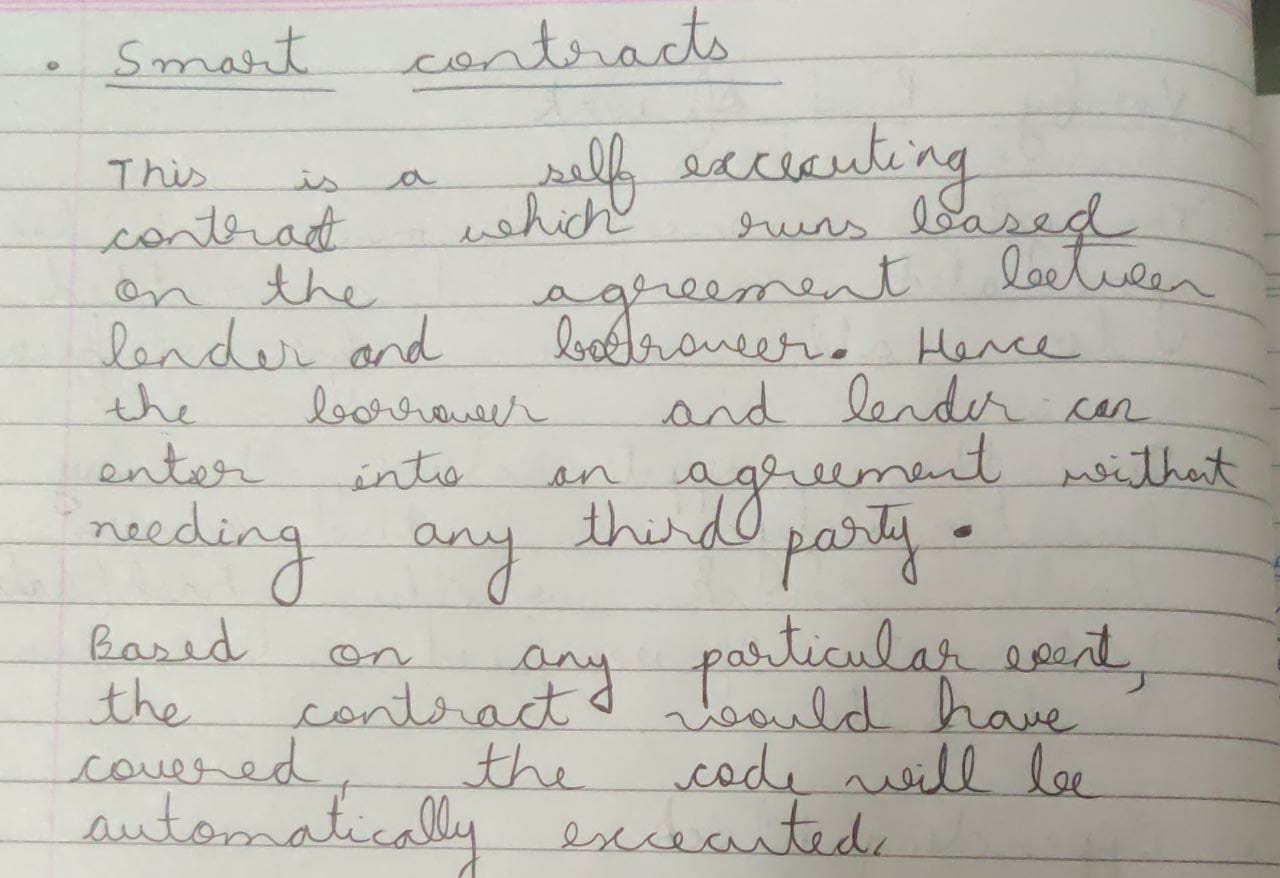 • Smart contracts
This is a self excecuting
contract which runs based
on the agreement between
lender and borrower. Hence
the borrower and lender can
enter into an agreement without
needing any third party.
Based on any particular event,
the contract would have
covered, the code will be
automatically excecuted.